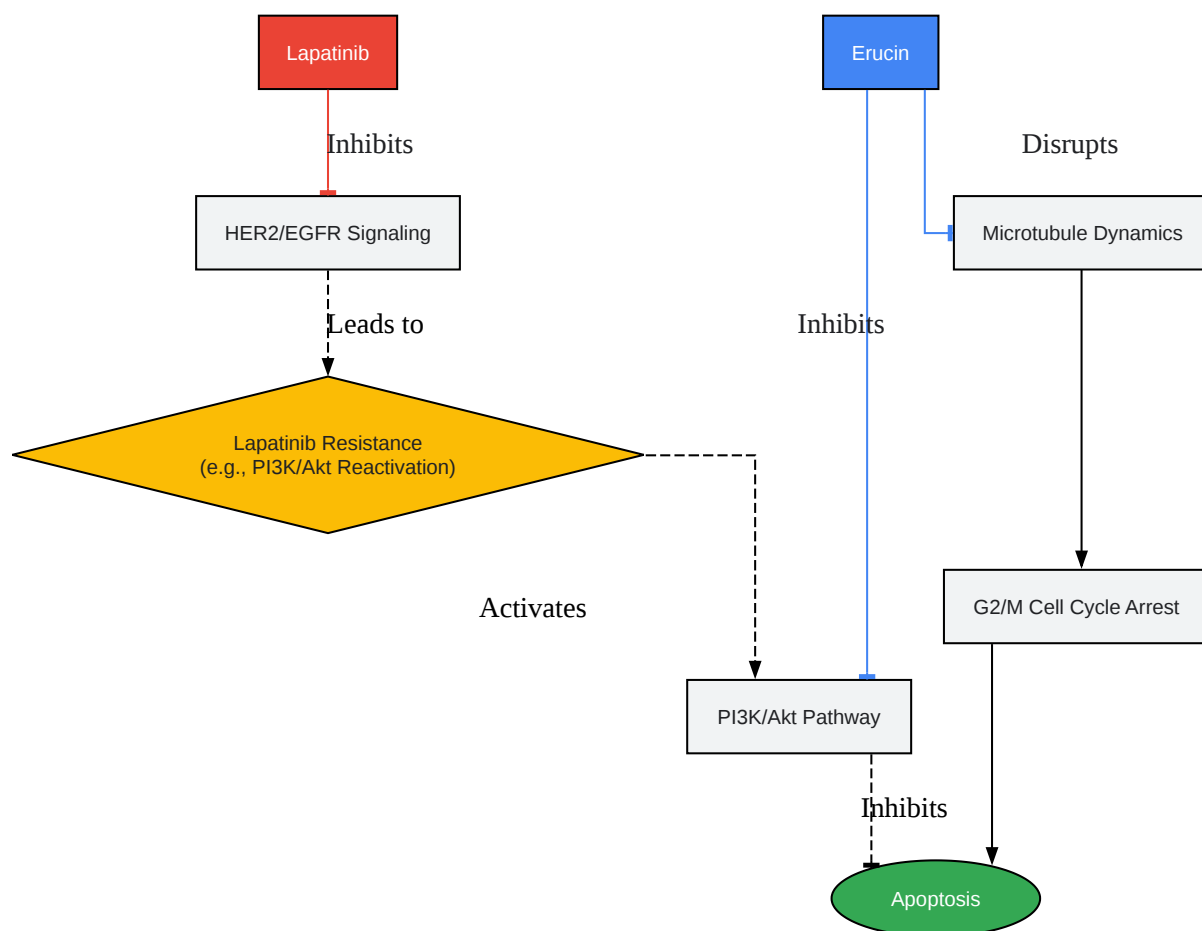 Lapatinib
Erucin
Inhibits
Disrupts
HER2/EGFR Signaling
Microtubule Dynamics
Leads to
Inhibits
Lapatinib Resistance
(e.g., PI3K/Akt Reactivation)
Activates
G2/M Cell Cycle Arrest
PI3K/Akt Pathway
Inhibits
Apoptosis